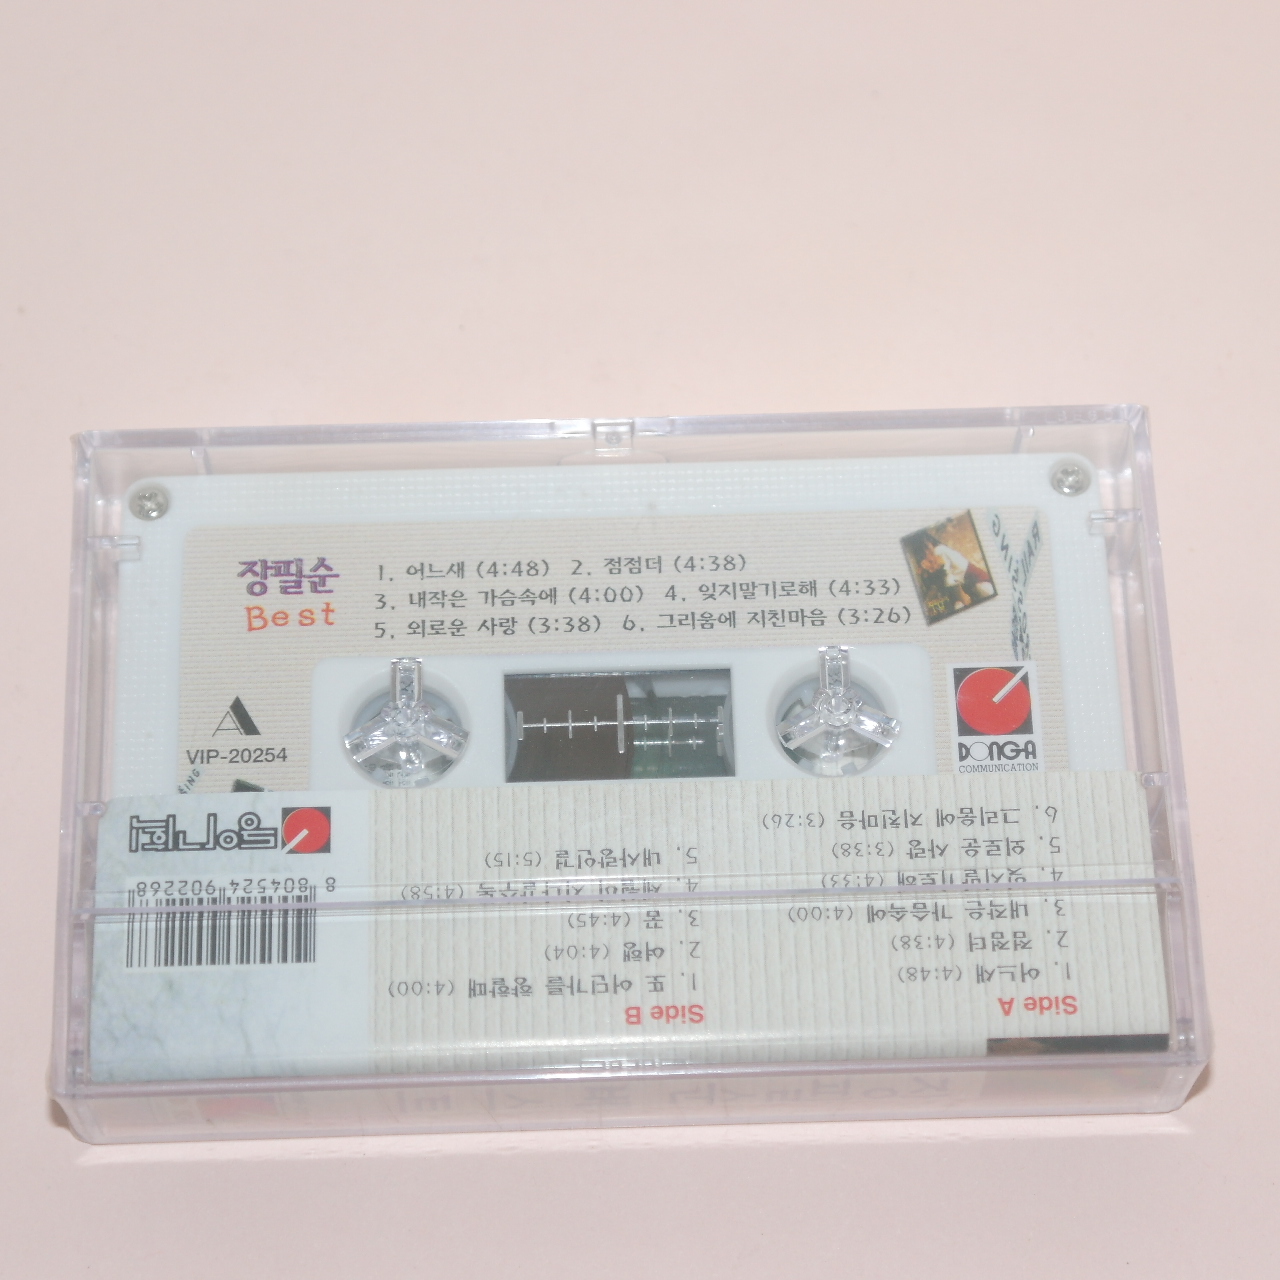 장필순
Best
1. 어느새 (4:48) 2. 점점더 (4:38)
3. 내작은 가슴속에 (4:00) 4. 잊지말기로해 (4:33)
5. 외로운 사랑 (3:38) 6. 그리움에 지친마음 (3:26)
A
VIP-20254
DONG-A
COMMUNICATION
Side A
1. 어느새 (4:48)
2. 점점더 (4:38)
3. 내작은 가슴속에 (4:00)
4. 잊지말기로해 (4:33)
5. 외로운 사랑 (3:38)
6. 그리움에 지친마음 (3:26)
Side B
1. 또 어딘가를 향할때 (4:00)
2. 여행 (4:04)
3. 꿈 (4:45)
4. (4:58)
5. 내사랑안결 (5:15)
8 804524 902268